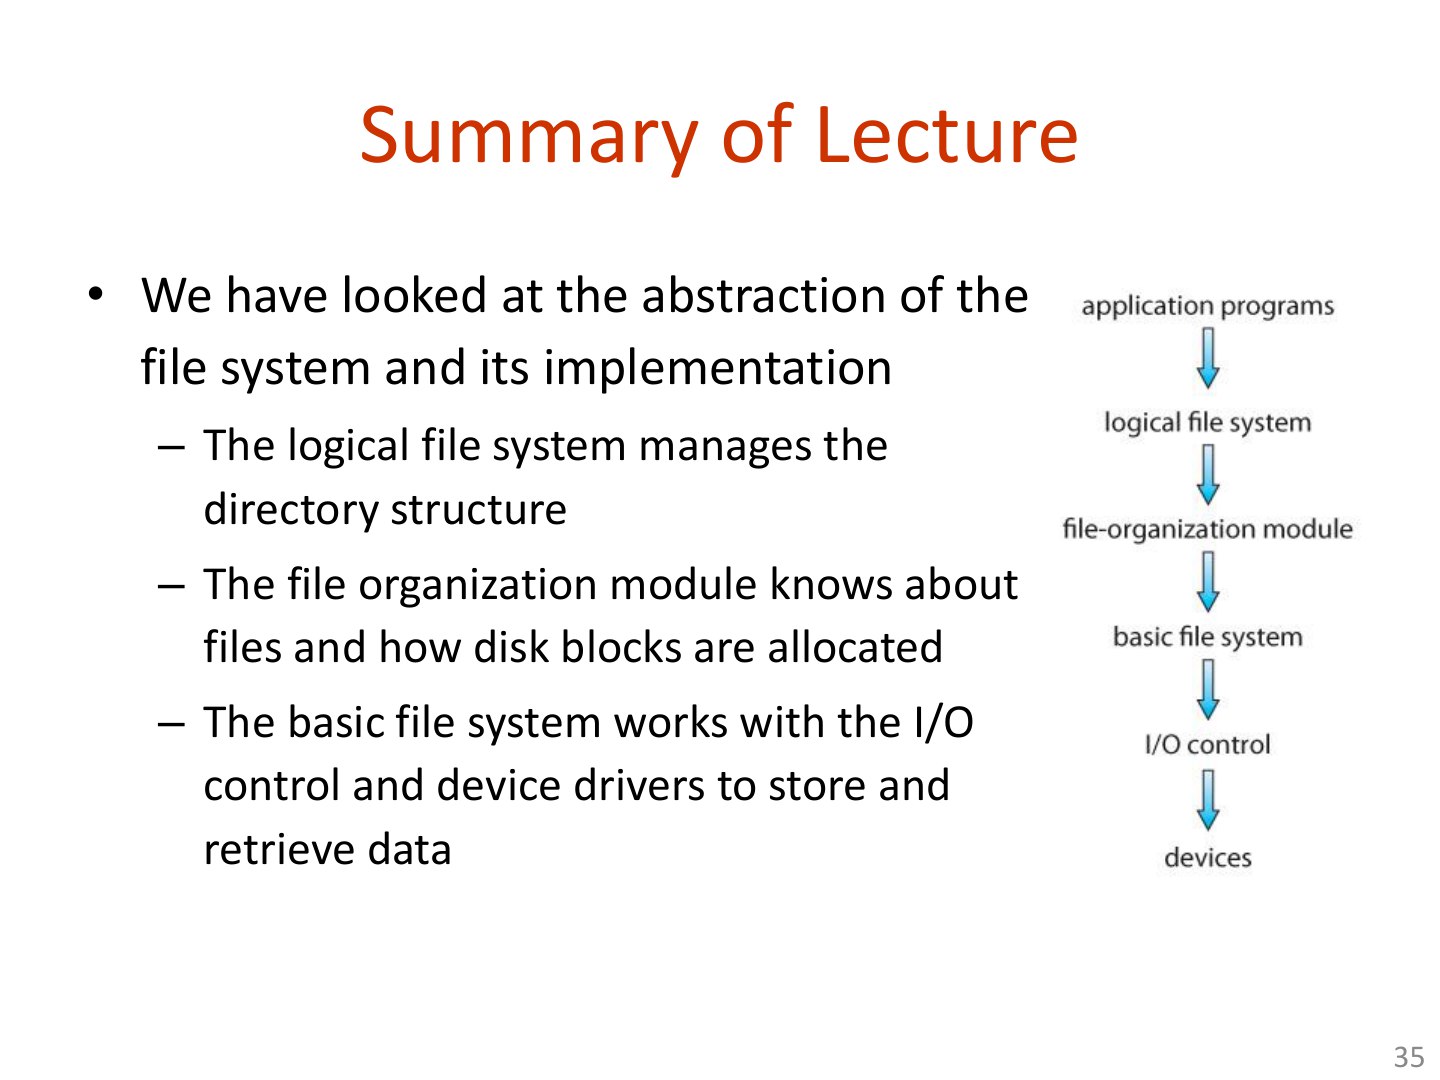 Summary of Lecture
• We have looked at the abstraction of the
file system and its implementation
– The logical file system manages the
directory structure
– The file organization module knows about
files and how disk blocks are allocated
– The basic file system works with the I/O
control and device drivers to store and
retrieve data
application programs
logical file system
file-organization module
basic file system
I/O control
devices
35